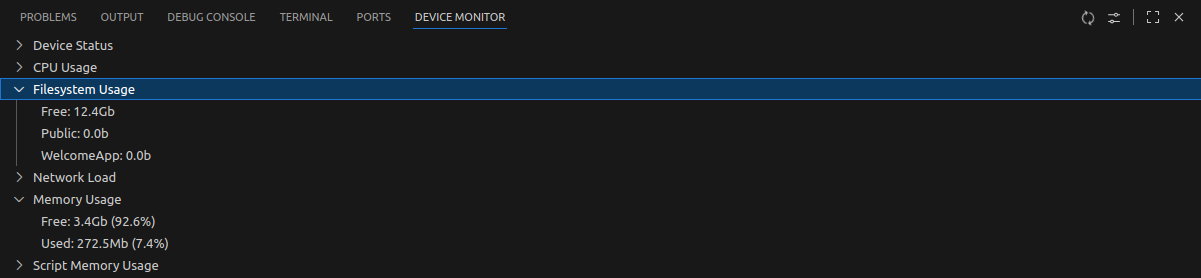 PROBLEMS OUTPUT DEBUG CONSOLE TERMINAL PORTS DEVICE MONITOR
Device Status
CPU Usage
Filesystem Usage
Free: 12.4Gb
Public: 0.0b
WelcomeApp: 0.0b
Network Load
Memory Usage
Free: 3.4Gb (92.6%)
Used: 272.5Mb (7.4%)
Script Memory Usage